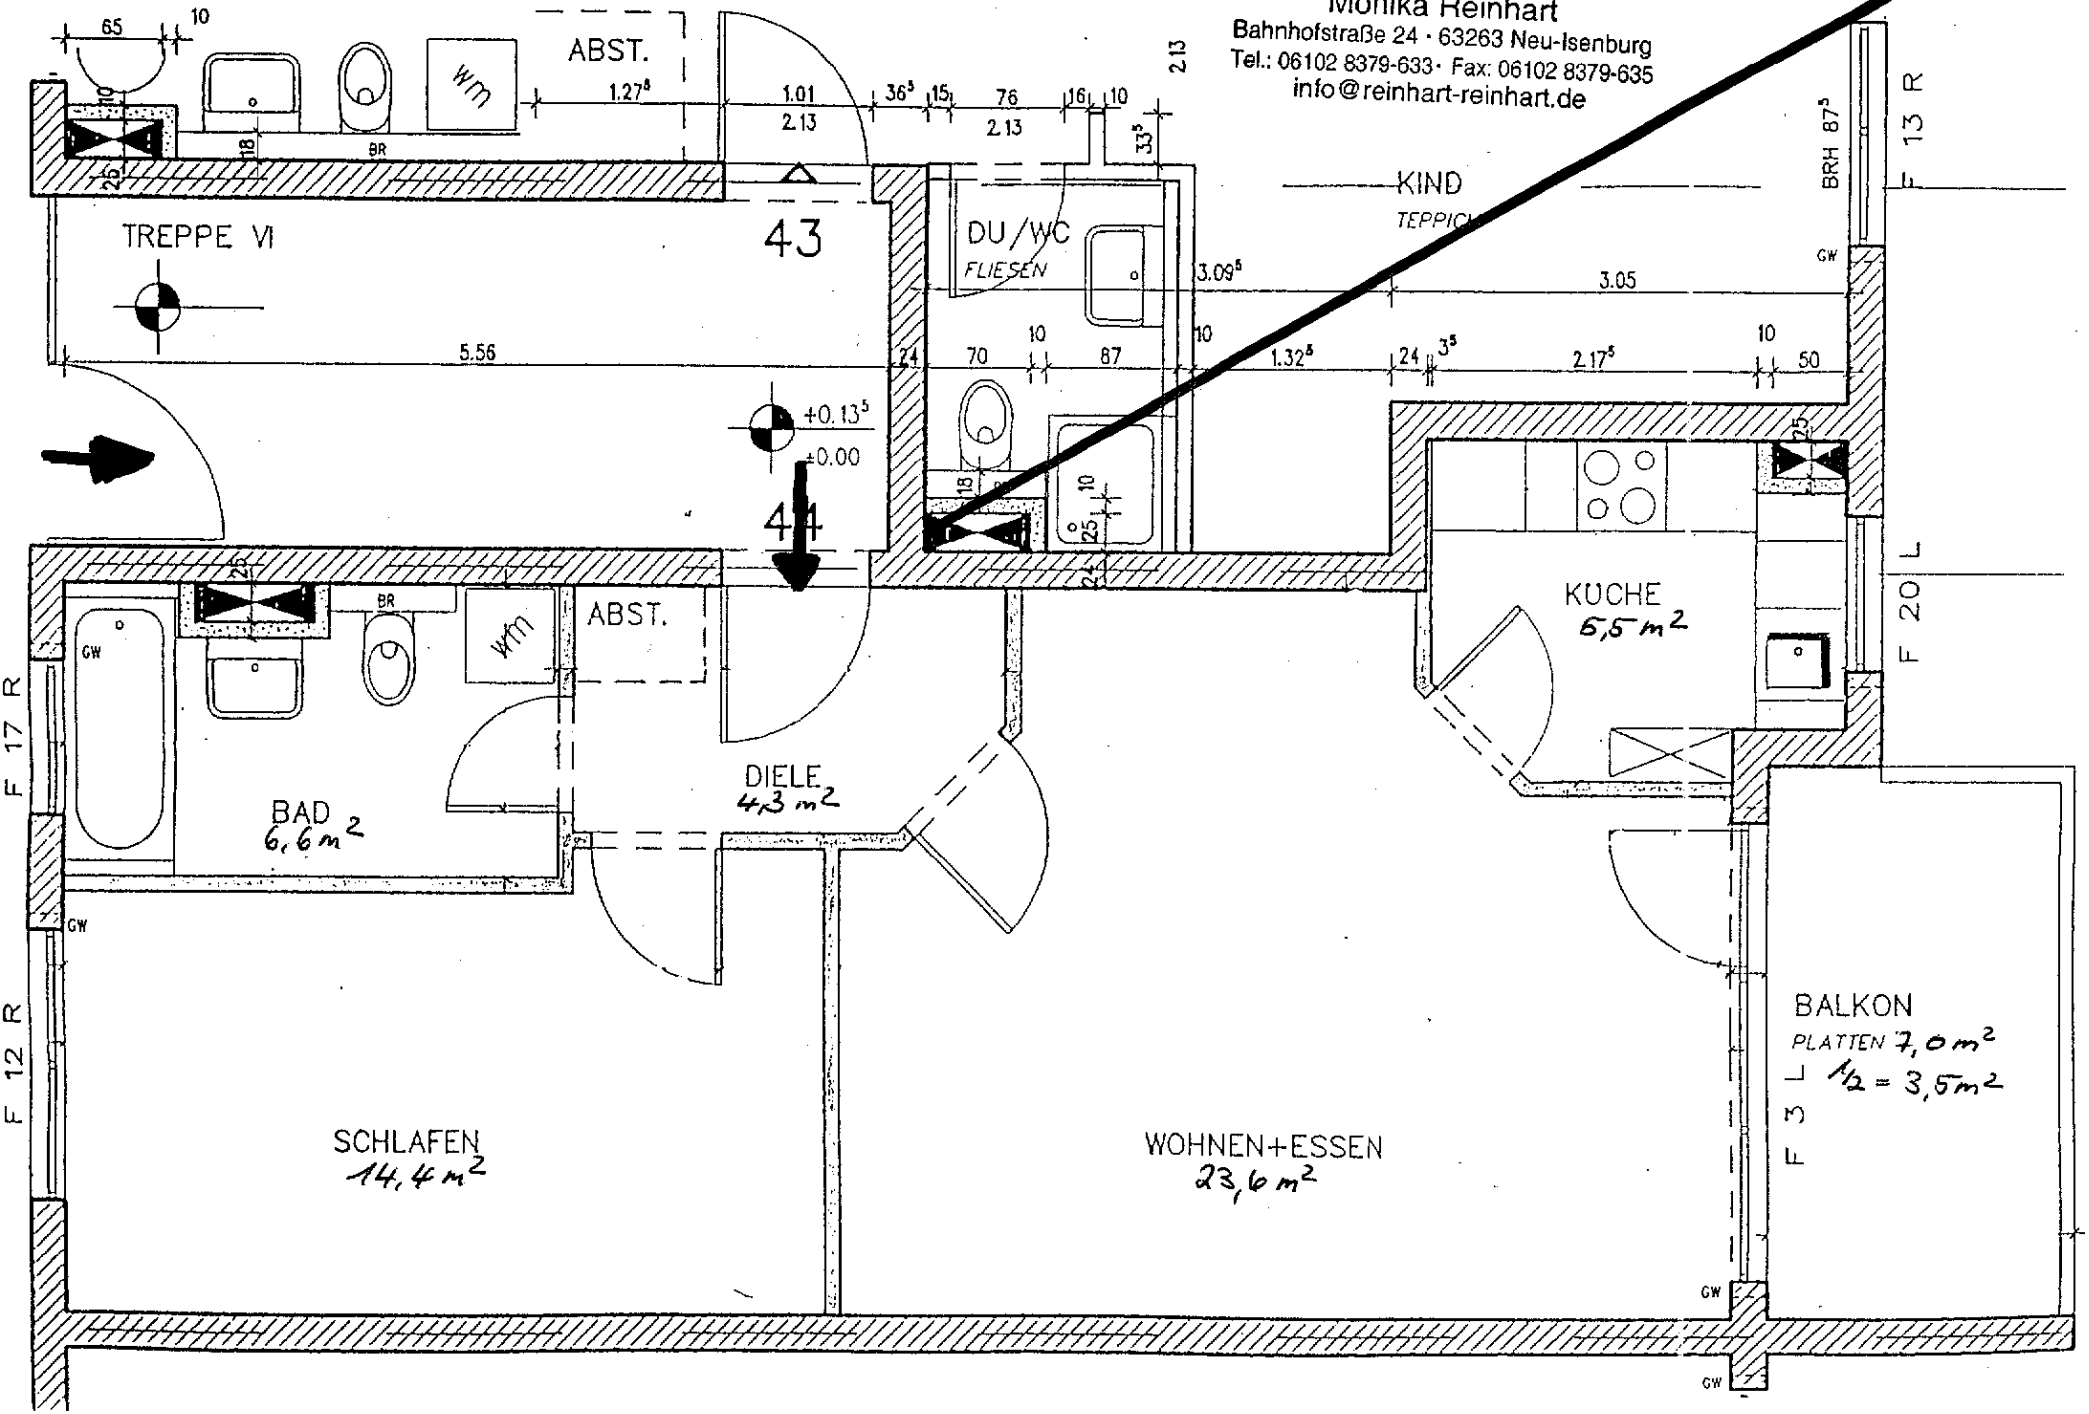 Monika Reinhart
Bahnhofstraße 24 · 63263 Neu-Isenburg
Tel.: 06102 8379-633 · Fax: 06102 8379-635
info@reinhart-reinhart.de
65
10
ABST.
wm
10
18
BR
25
1.27⁵
1.01
2.13
36⁵
15
76
2.13
16
10
33⁵
2.13
KIND
TEPPICH
BRH 87⁵
F 13 R
GW
TREPPE VI
43
DU/WC
FLIESEN
3.09⁵
3.05
5.56
24
70
10
87
10
1.32⁵
24
3⁵
2.17⁵
10
50
+0.13⁵
±0.00
44
18
10
25
24
25
KÜCHE
5,5 m²
F 20 L
25
BR
GW
wm
ABST.
F 17 R
BAD
6,6 m²
DIELE
4,3 m²
GW
F 12 R
SCHLAFEN
14,4 m²
WOHNEN+ESSEN
23,6 m²
BALKON
PLATTEN 7,0 m²
1/2 = 3,5 m²
F 3 L
GW
GW